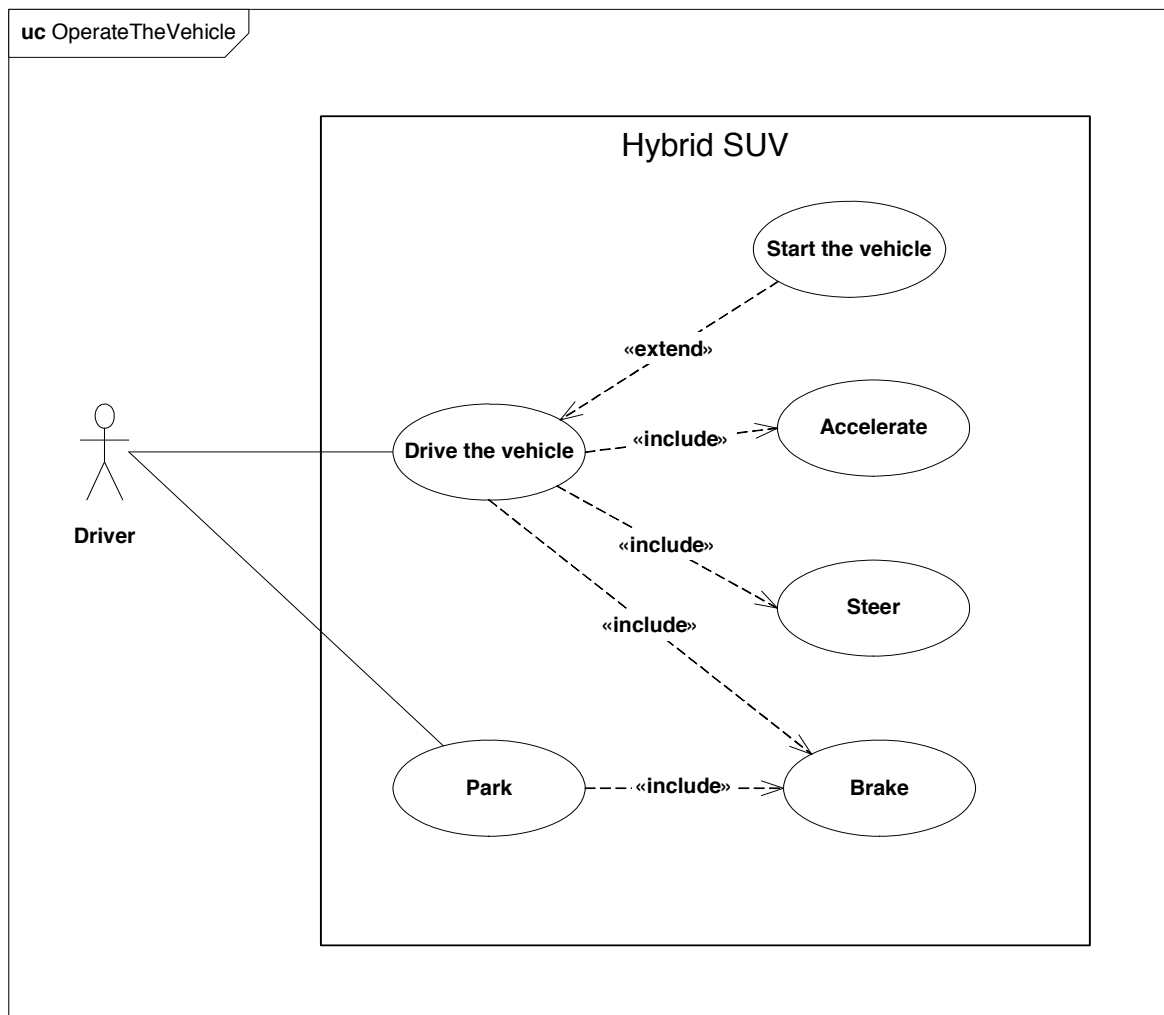 uc OperateTheVehicle
Hybrid SUV
Start the vehicle
«extend»
Accelerate
«include»
Drive the vehicle
Driver
«include»
Steer
«include»
Park
«include»
Brake